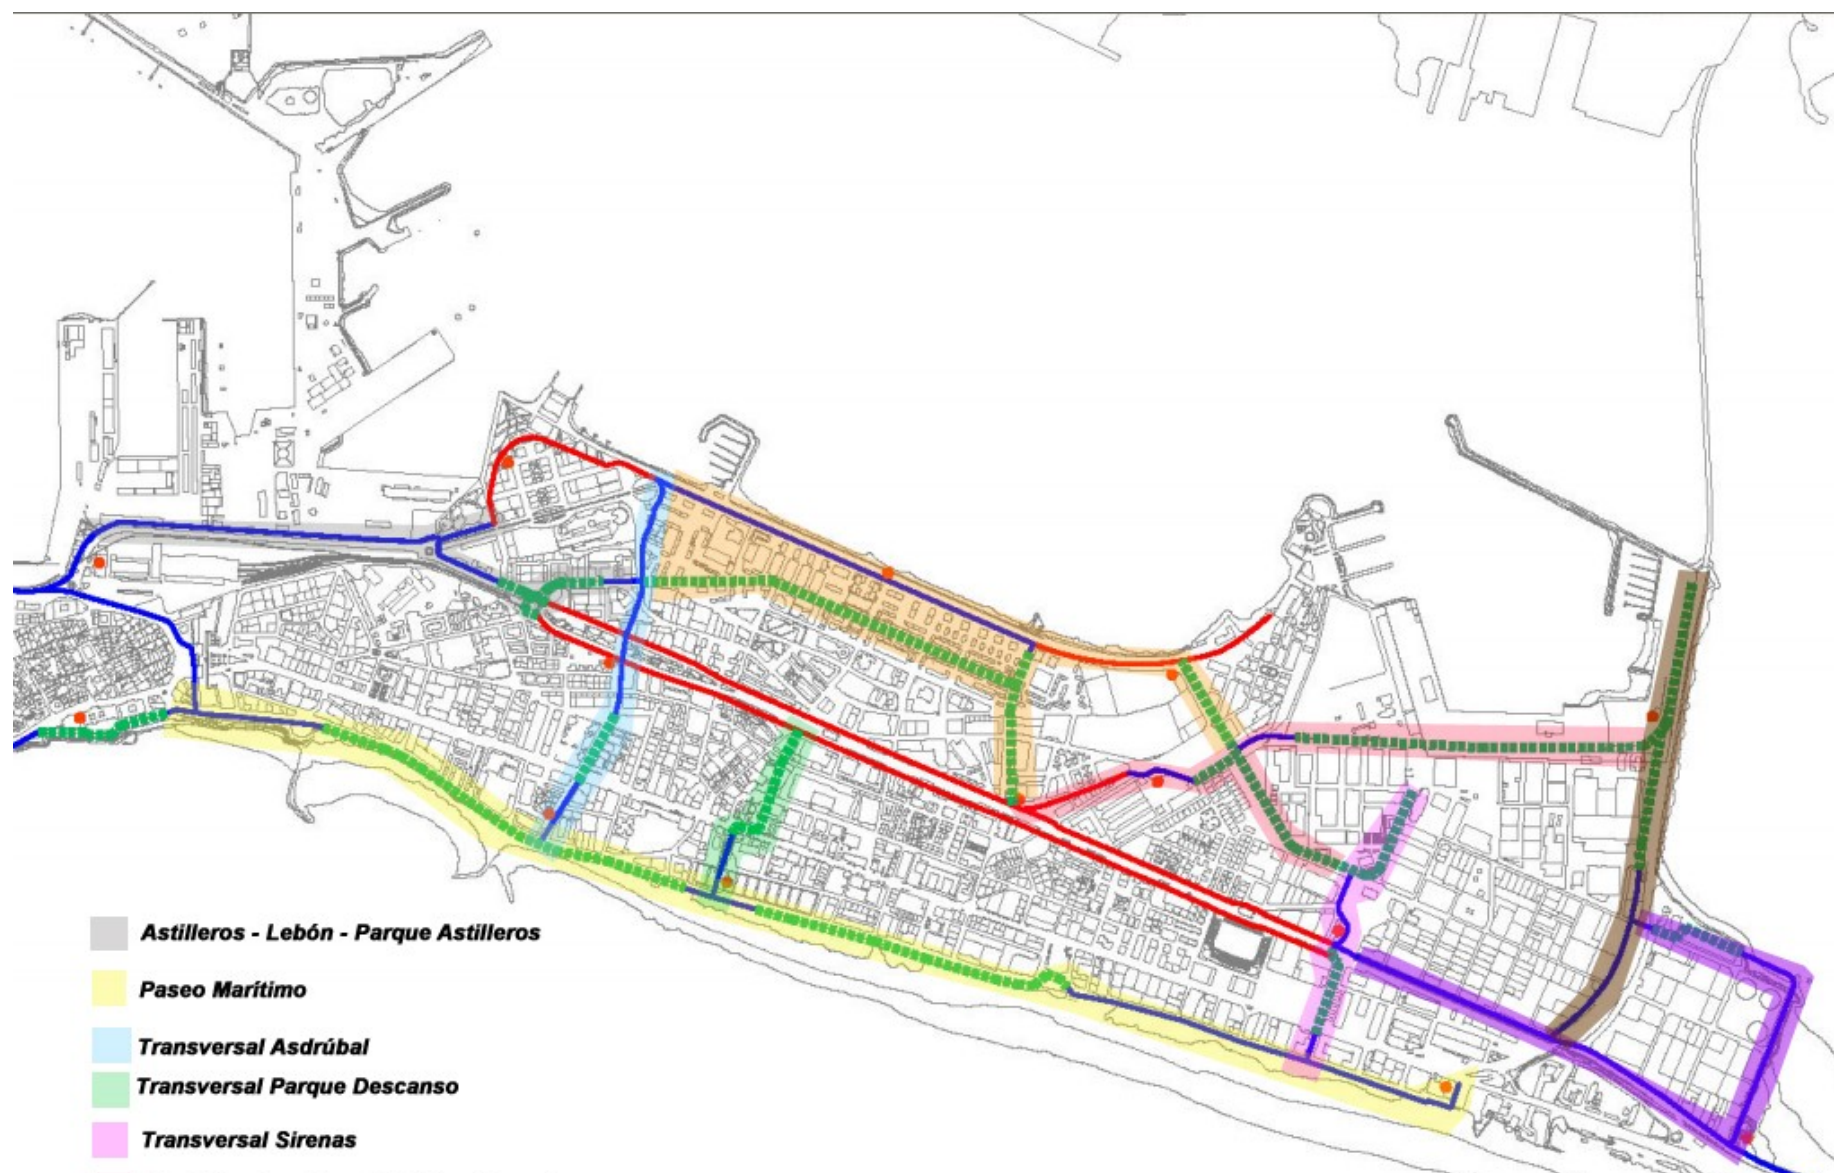 Astilleros - Lebón - Parque Astilleros
Paseo Marítimo
Transversal Asdrúbal
Transversal Parque Descanso
Transversal Sirenas